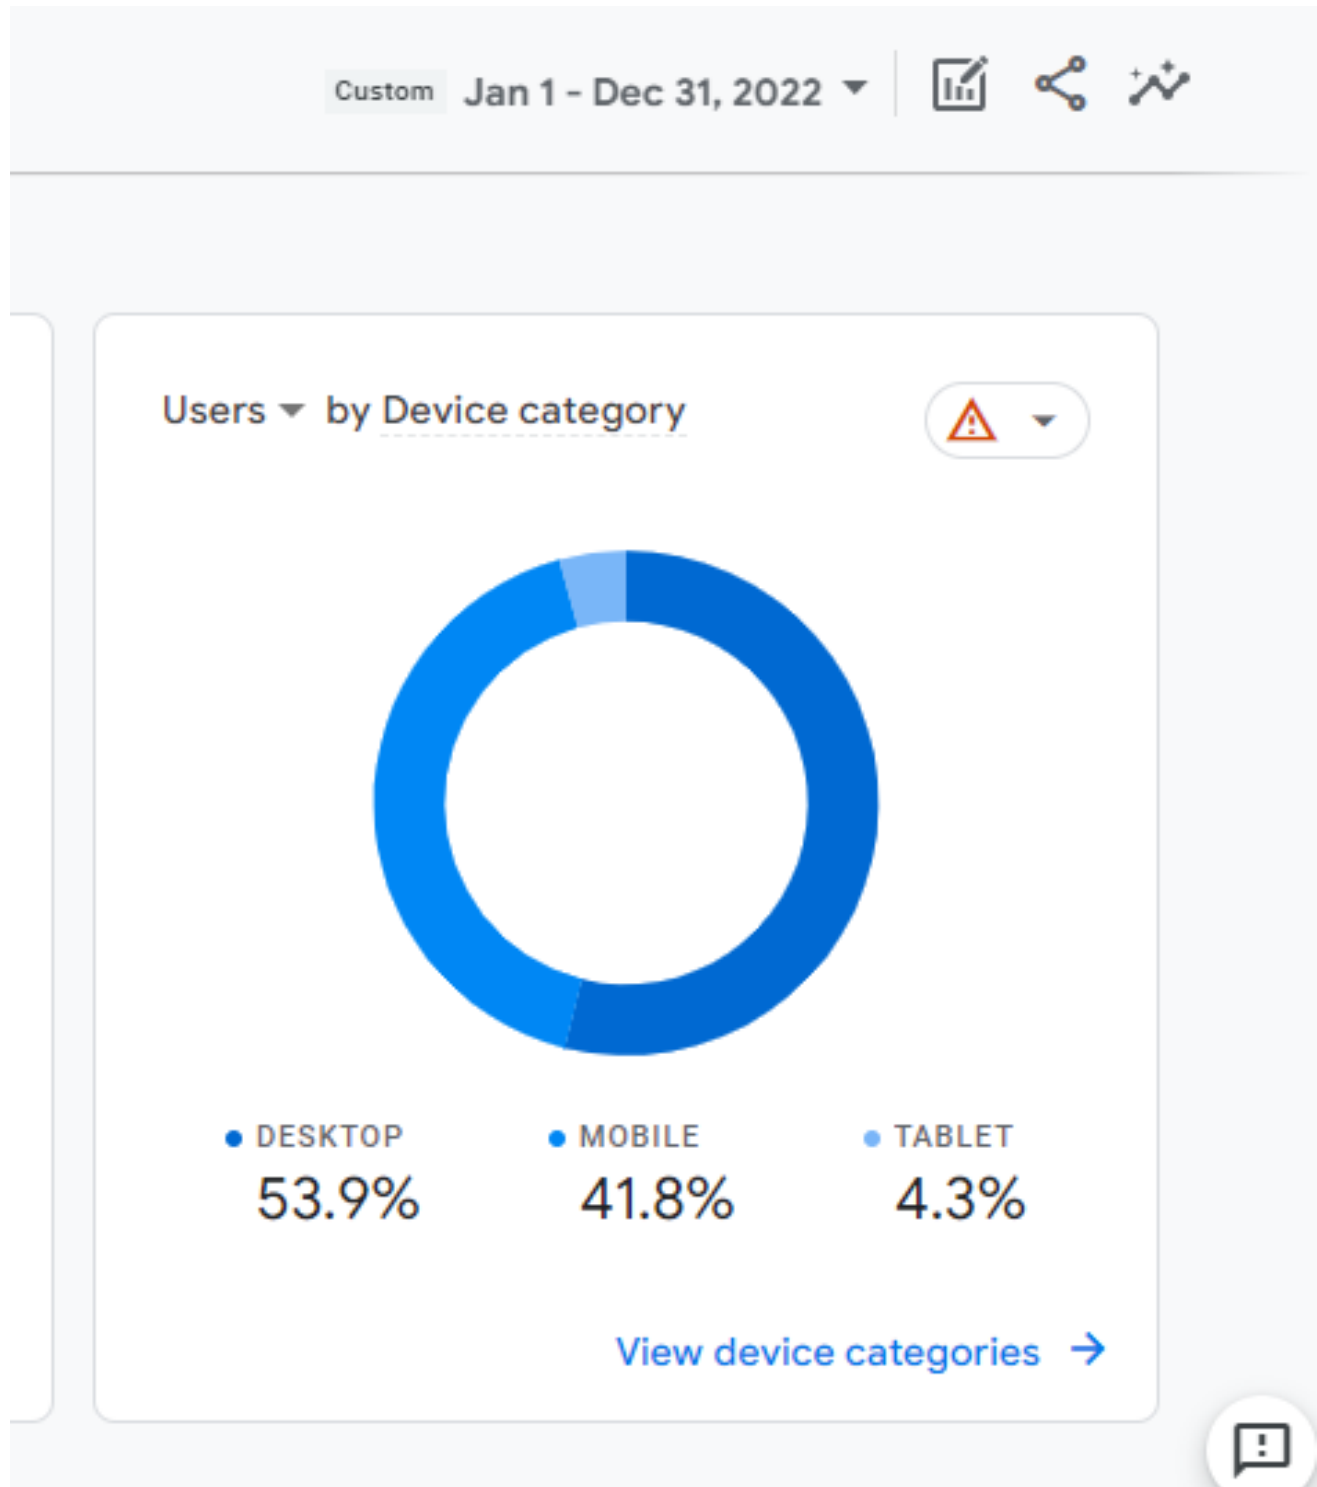 Custom Jan 1 - Dec 31, 2022
Users by Device category
DESKTOP MOBILE TABLET
53.9% 41.8% 4.3%
View device categories